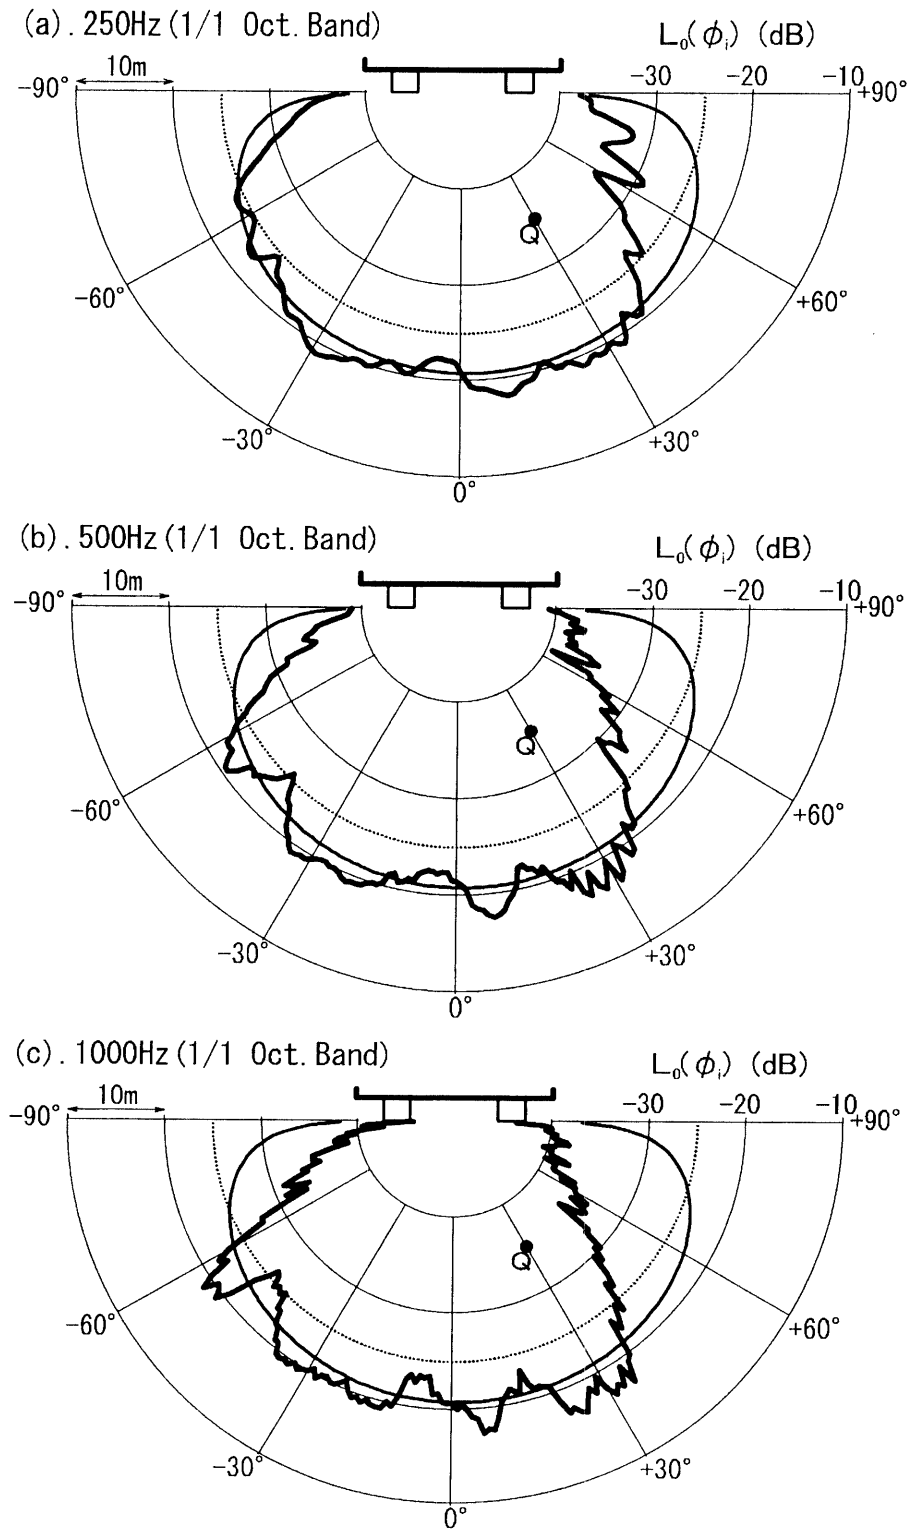 (a). 250Hz(1/1 Oct. Band)
L₀(ϕᵢ) (dB)
10m
-30 -20 -10
-90° +90°
Q
-60° +60°
-30° +30°
0°
(b). 500Hz(1/1 Oct. Band)
L₀(ϕᵢ) (dB)
10m
-30 -20 -10
-90° +90°
Q
-60° +60°
-30° +30°
0°
(c). 1000Hz(1/1 Oct. Band)
L₀(ϕᵢ) (dB)
10m
-30 -20 -10
-90° +90°
Q
-60° +60°
-30° +30°
0°